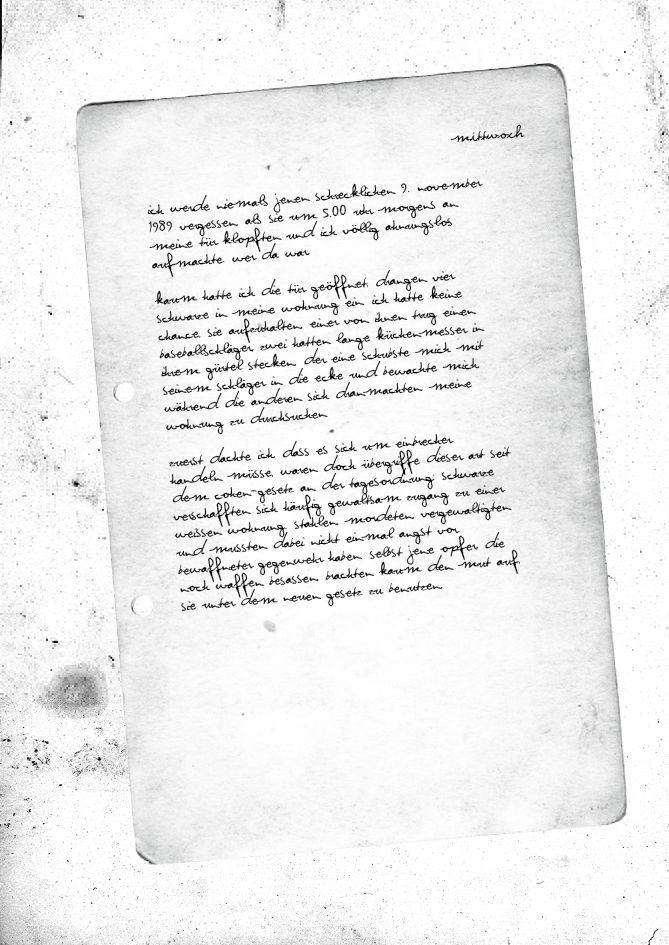 mittwoch
ich werde niemals jenen schrecklichen 9. november
1989 vergessen als sie um 5.00 uhr morgens an
meine tür klopften und ich völlig ahnungslos
aufmachte wer da war
kaum hatte ich die tür geöffnet drangen vier
schwarze in meine wohnung ein ich hatte keine
chance sie aufzuhalten einer von ihnen trug einen
baseballschläger zwei hatten lange küchenmesser in
ihrem gürtel stecken der eine schubste mich mit
seinem schläger in die ecke und bewachte mich
während die anderen sich dranmachten meine
wohnung zu durchsuchen
zuerst dachte ich dass es sich um einbrecher
handeln müsse waren doch übergriffe dieser art seit
dem cohen-gesetz an der tagesordnung schwarze
verschafften sich häufig gewaltsam zugang zu einer
weissen wohnung stahlen mordeten vergewaltigten
und mussten dabei nicht einmal angst vor
bewaffneter gegenwehr haben selbst jene opfer die
noch waffen besassen brachten kaum den mut auf
sie unter dem neuen gesetz zu benutzen